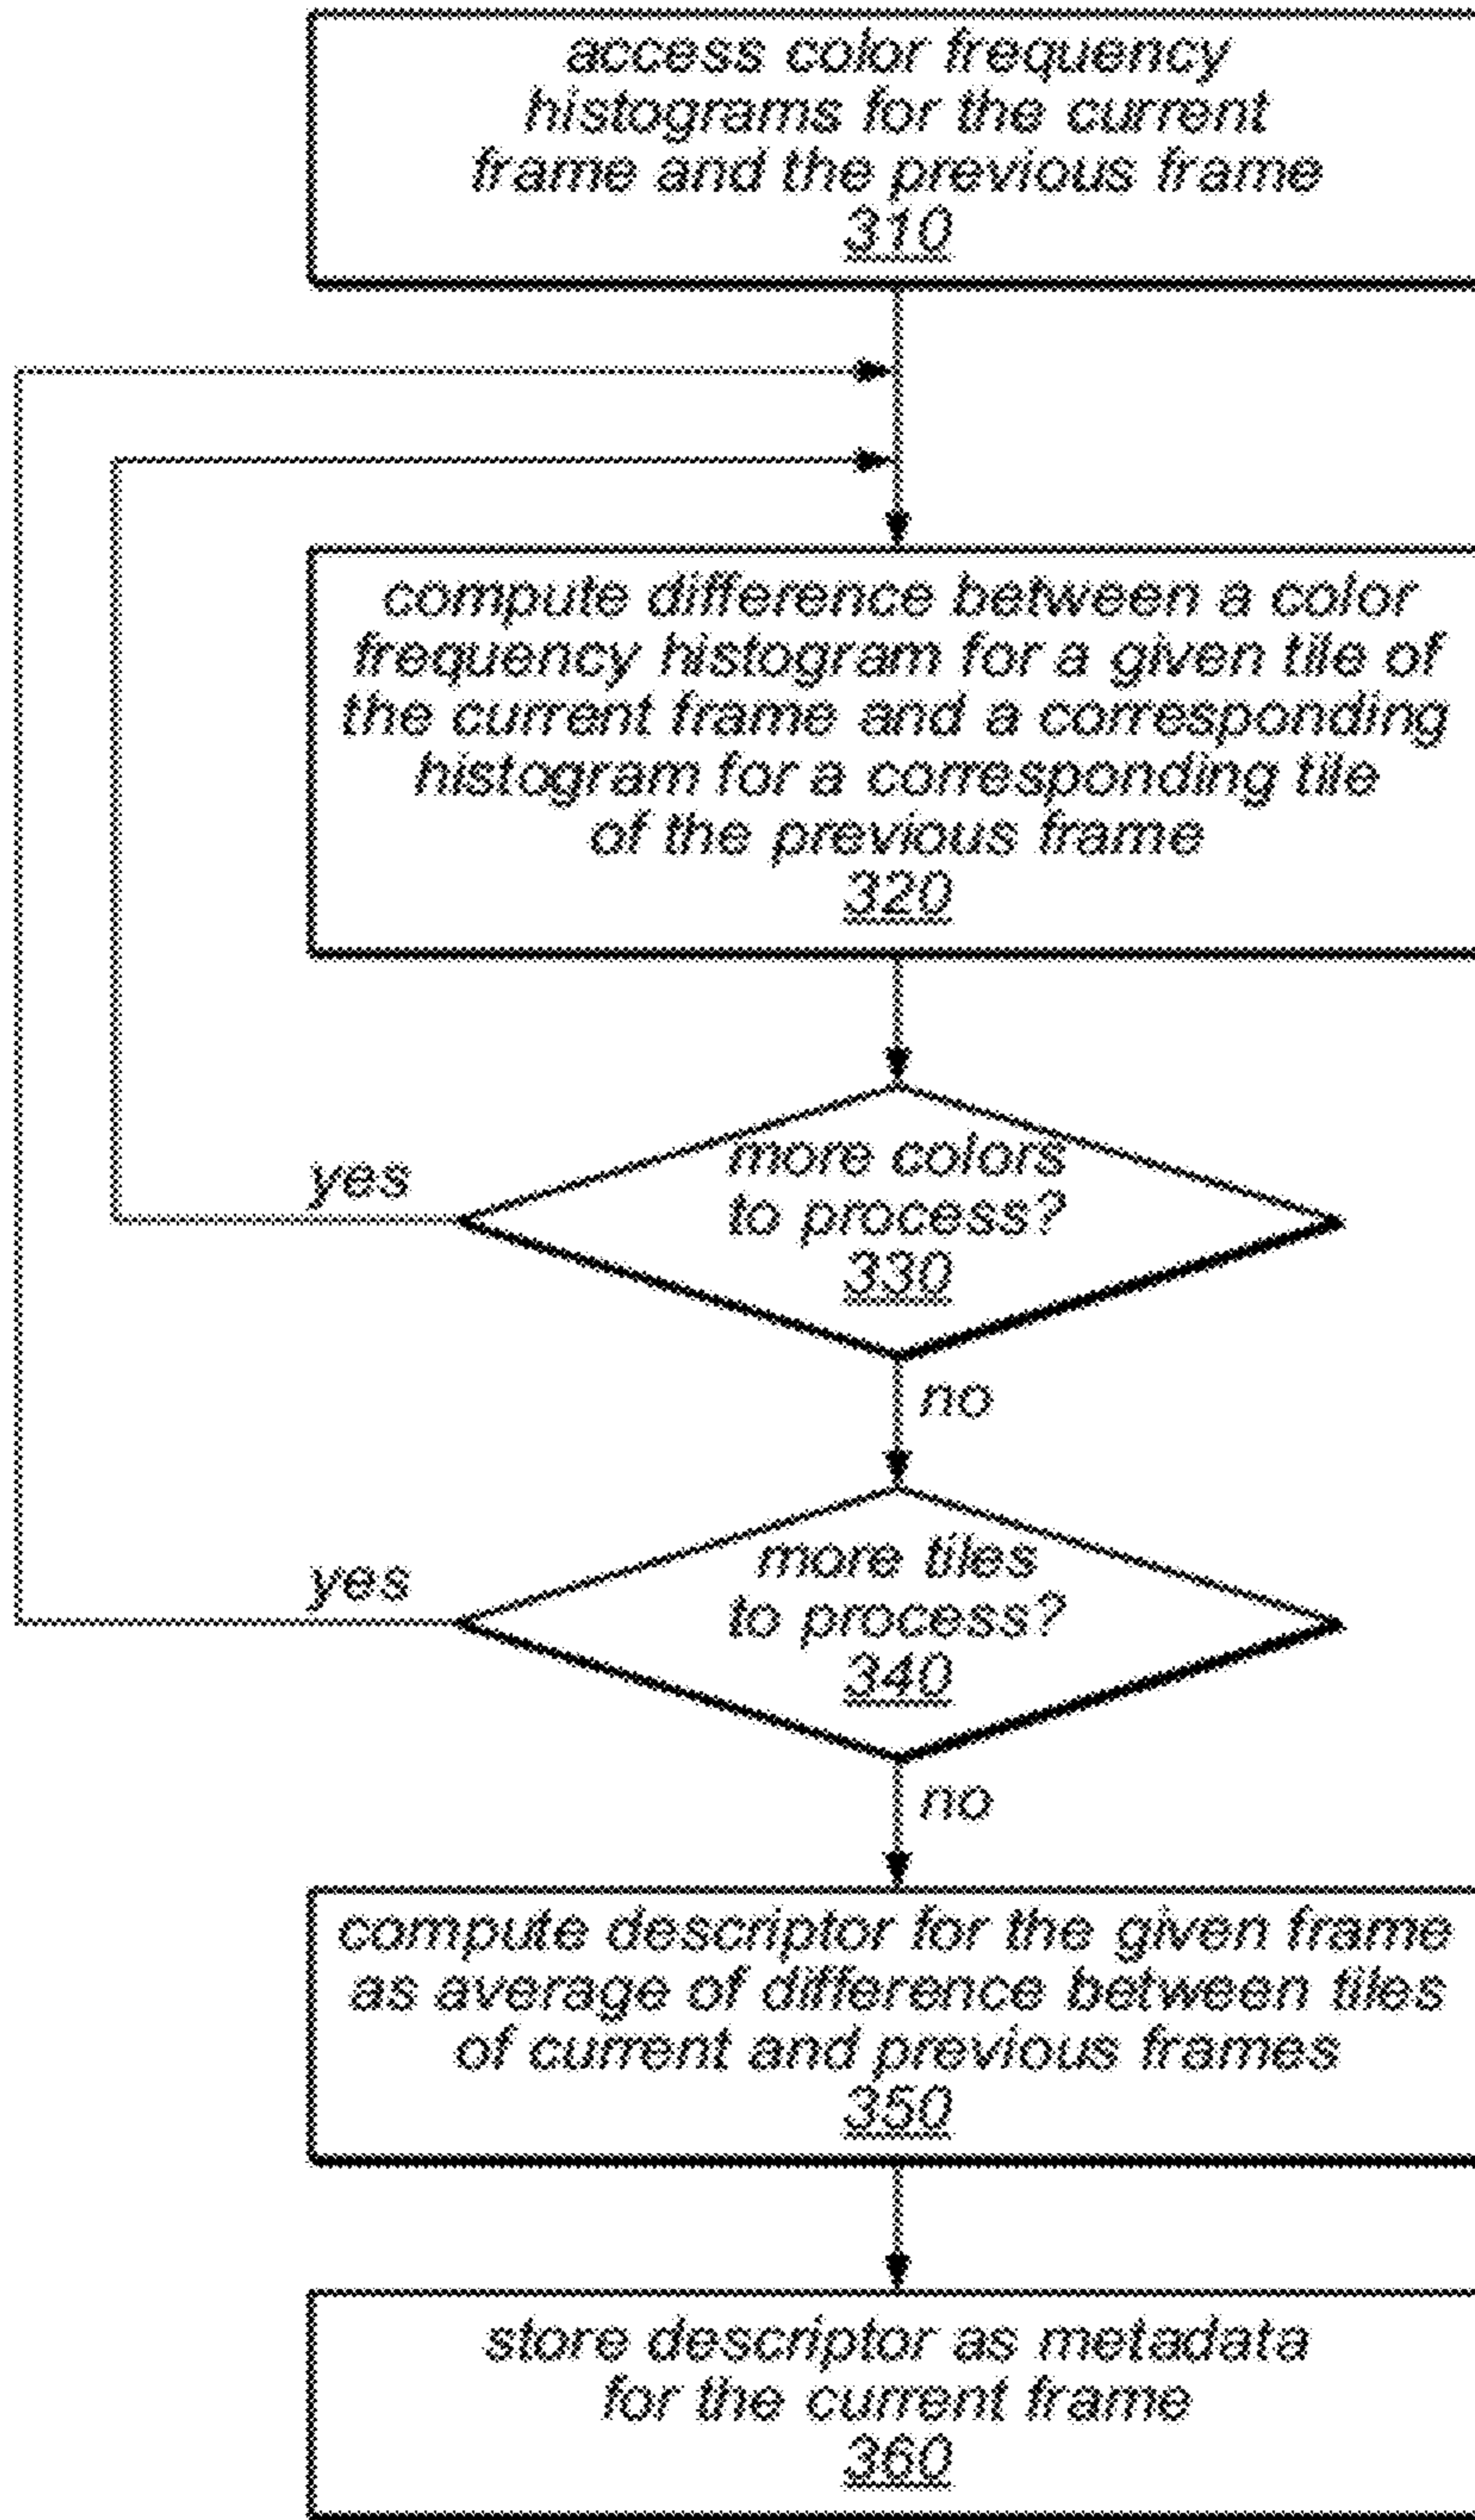 access color frequency
histograms for the current
frame and the previous frame
310
compute difference between a color
frequency histogram for a given tile of
the current frame and a corresponding
histogram for a corresponding tile
of the previous frame
320
more colors
to process?
330
yes
no
more tiles
to process?
340
yes
no
compute descriptor for the given frame
as average of difference between tiles
of current and previous frames
350
store descriptor as metadata
for the current frame
360